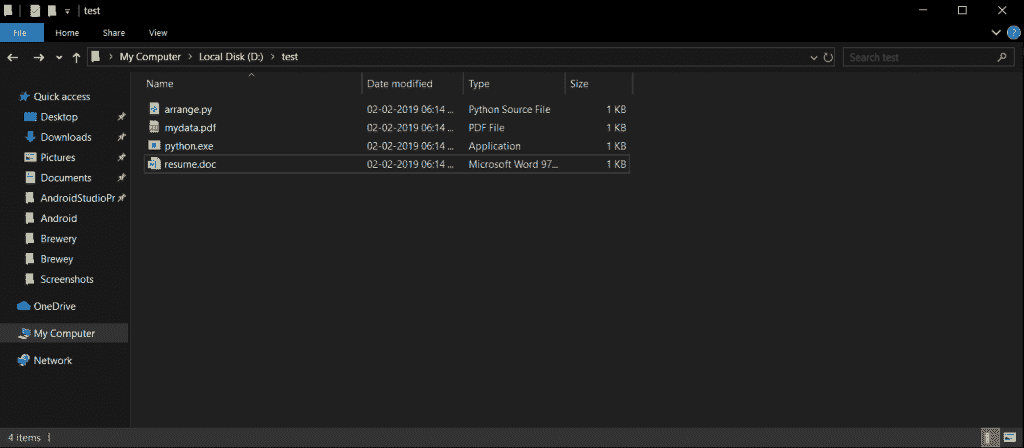 test
File Home Share View
My Computer Local Disk (D:) test Search test
Name Date modified Type Size
Quick access
Desktop
Downloads
Pictures
Documents
AndroidStudioPr
Android
Brewery
Brewey
Screenshots
OneDrive
My Computer
Network
arrange.py 02-02-2019 06:14 ... Python Source File 1 KB
mydata.pdf 02-02-2019 06:14 ... PDF File 1 KB
python.exe 02-02-2019 06:14 ... Application 1 KB
resume.doc 02-02-2019 06:14 ... Microsoft Word 97... 1 KB
4 items